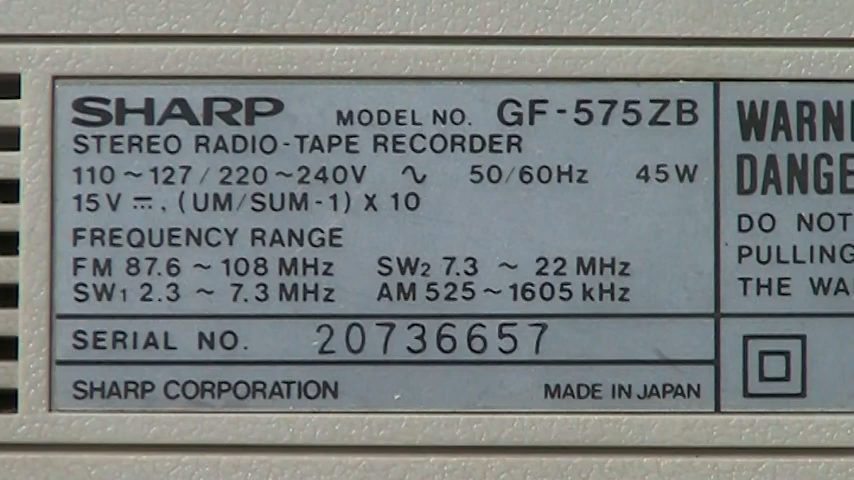 SHARP MODEL NO. GF-575ZB
STEREO RADIO-TAPE RECORDER
110~127/220~240V ∿ 50/60Hz 45W
15V ⎓, (UM/SUM-1) X 10
FREQUENCY RANGE
FM 87.6 ~ 108 MHz SW2 7.3 ~ 22 MHz
SW1 2.3 ~ 7.3 MHz AM 525~1605 kHz
SERIAL NO. 20736657
SHARP CORPORATION MADE IN JAPAN
WARNI
DANGE
DO NOT
PULLING
THE WA